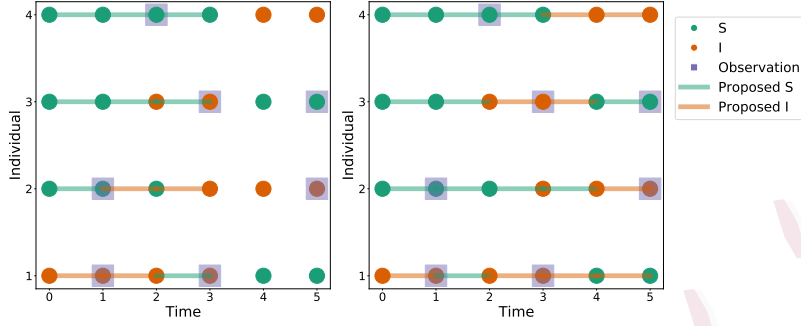 4
3
2
1
Individual
0 1 2 3 4 5
Time
4
3
2
1
Individual
0 1 2 3 4 5
Time
S
I
Observation
Proposed S
Proposed I